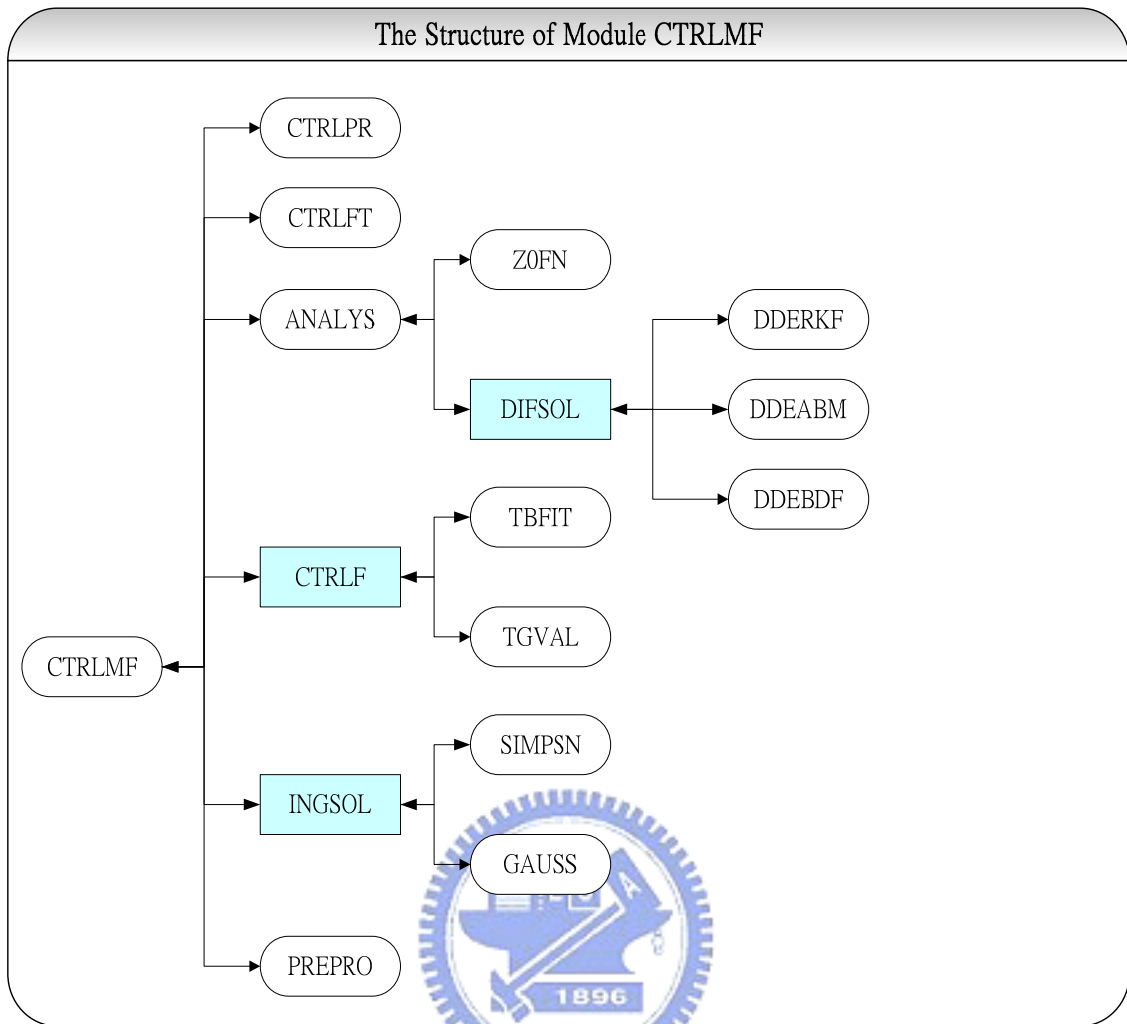 The Structure of Module CTRLMF
CTRLPR
CTRLFT
Z0FN
ANALYS
DDERKF
DIFSOL
DDEABM
DDEBDF
TBFIT
CTRLF
TGVAL
CTRLMF
SIMPSN
INGSOL
GAUSS
A
PREPRO
1896